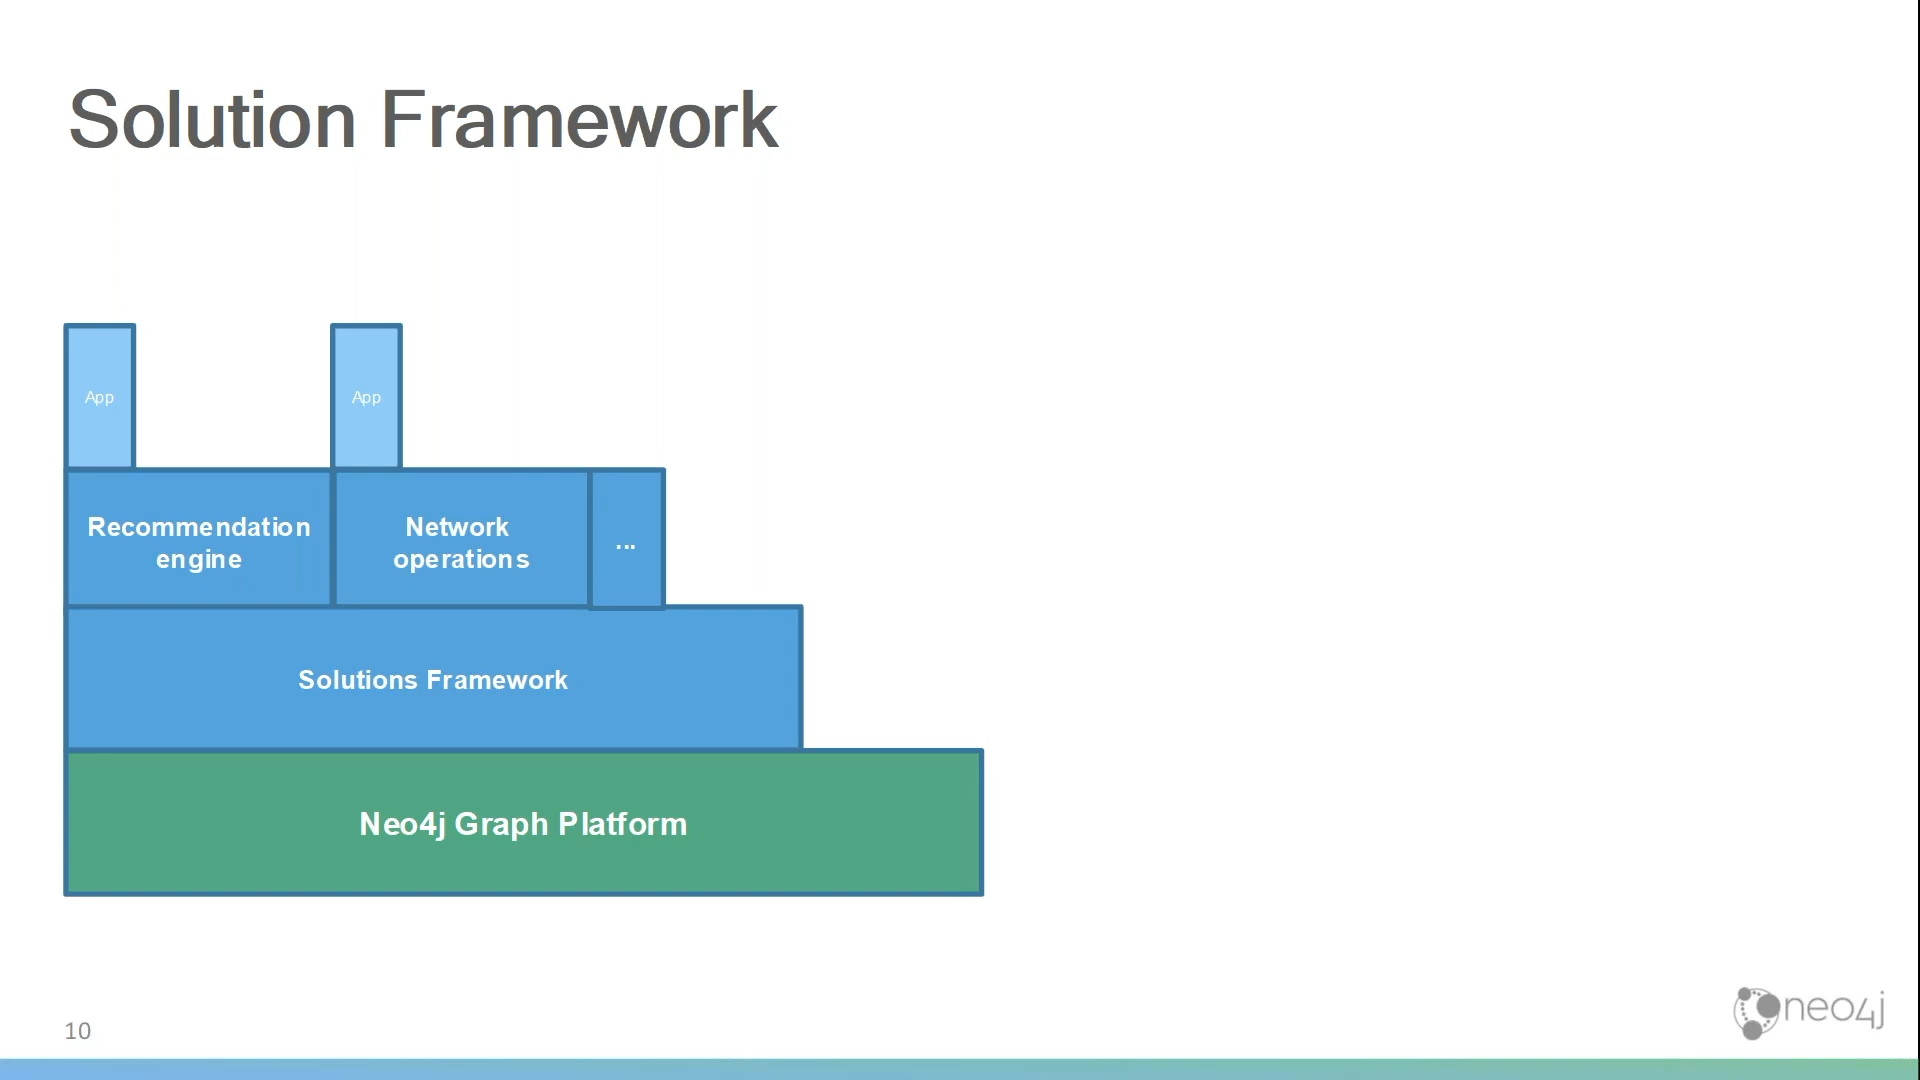 Solution Framework
App
App
Recommendation
engine
Network
operations
...
Solutions Framework
Neo4j Graph Platform
10
neo4j